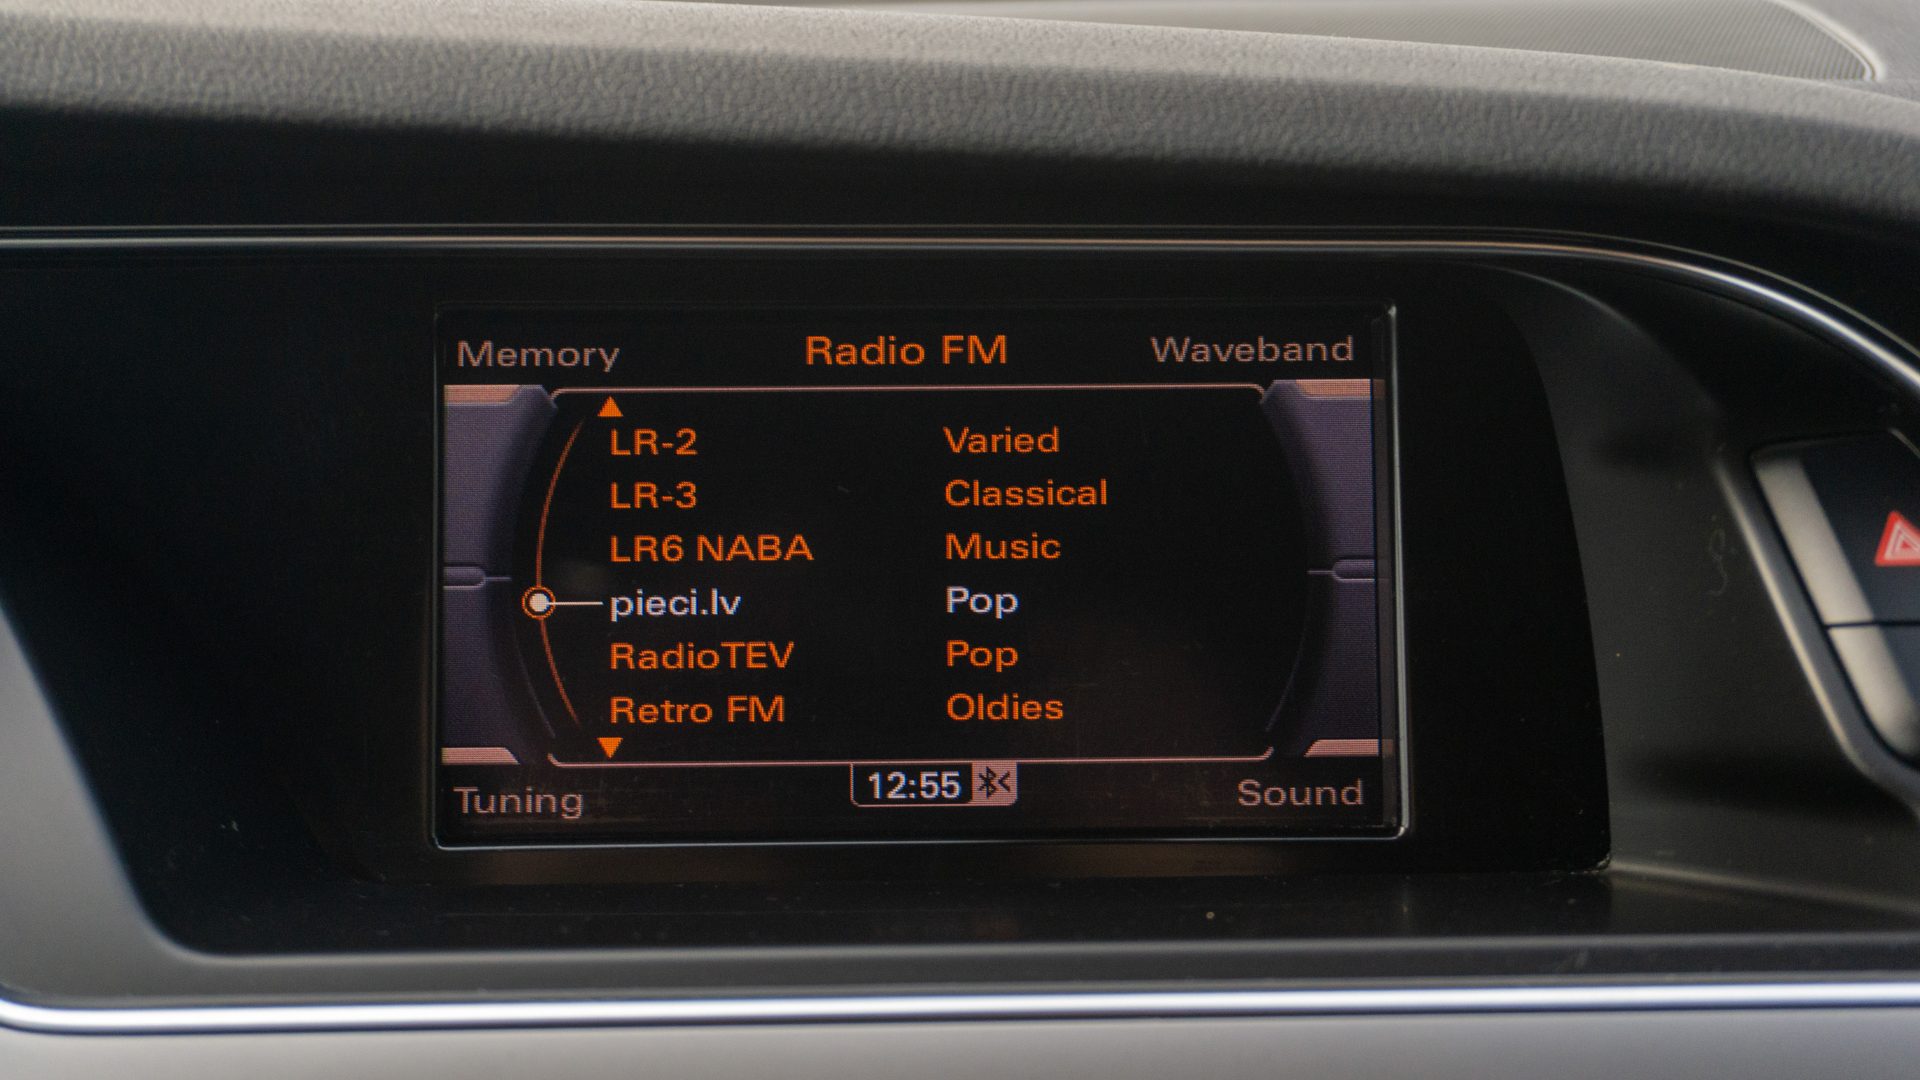 Memory Radio FM Waveband
LR-2 Varied
LR-3 Classical
LR6 NABA Music
pieci.lv Pop
RadioTEV Pop
Retro FM Oldies
Tuning 12:55 Sound